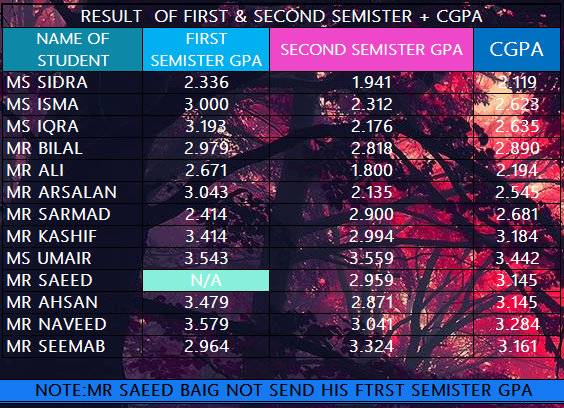 RESULT OF FIRST & SECOND SEMISTER + CGPA
NAME OF STUDENT FIRST SEMISTER GPA SECOND SEMISTER GPA CGPA
MS SIDRA 2.336 1.941 2.119
MS ISMA 3.000 2.312 2.623
MS IQRA 3.193 2.176 2.635
MR BILAL 2.979 2.818 2.890
MR ALI 2.671 1.800 2.194
MR ARSALAN 3.043 2.135 2.545
MR SARMAD 2.414 2.900 2.681
MR KASHIF 3.414 2.994 3.184
MS UMAIR 3.543 3.559 3.442
MR SAEED N/A 2.959 3.145
MR AHSAN 3.479 2.871 3.145
MR NAVEED 3.579 3.041 3.284
MR SEEMAB 2.964 3.324 3.161
NOTE:MR SAEED BAIG NOT SEND HIS FTRST SEMISTER GPA